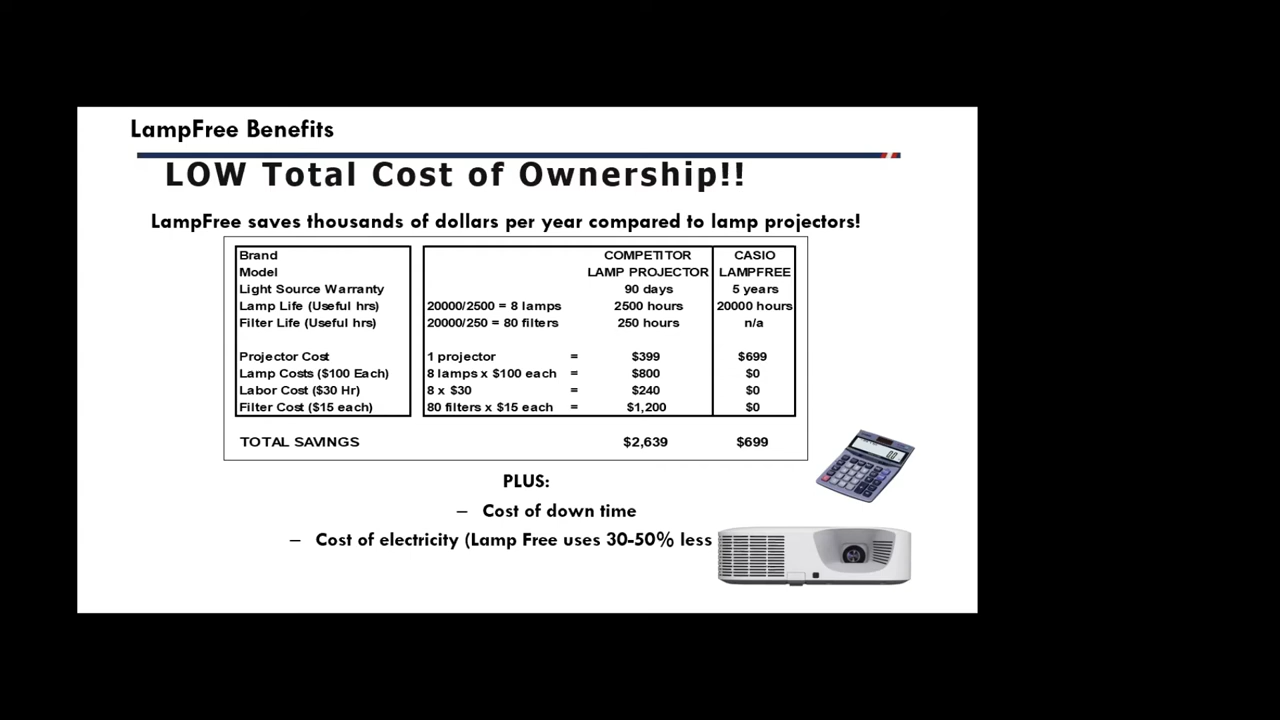 LampFree Benefits
LOW Total Cost of Ownership!!
LampFree saves thousands of dollars per year compared to lamp projectors!
Brand COMPETITOR CASIO
Model LAMP PROJECTOR LAMPFREE
Light Source Warranty 90 days 5 years
Lamp Life (Useful hrs) 20000/2500 = 8 lamps 2500 hours 20000 hours
Filter Life (Useful hrs) 20000/250 = 80 filters 250 hours n/a
Projector Cost 1 projector = $399 $699
Lamp Costs ($100 Each) 8 lamps x $100 each = $800 $0
Labor Cost ($30 Hr) 8 x $30 = $240 $0
Filter Cost ($15 each) 80 filters x $15 each = $1,200 $0
TOTAL SAVINGS $2,639 $699
PLUS:
– Cost of down time
– Cost of electricity (Lamp Free uses 30-50% less